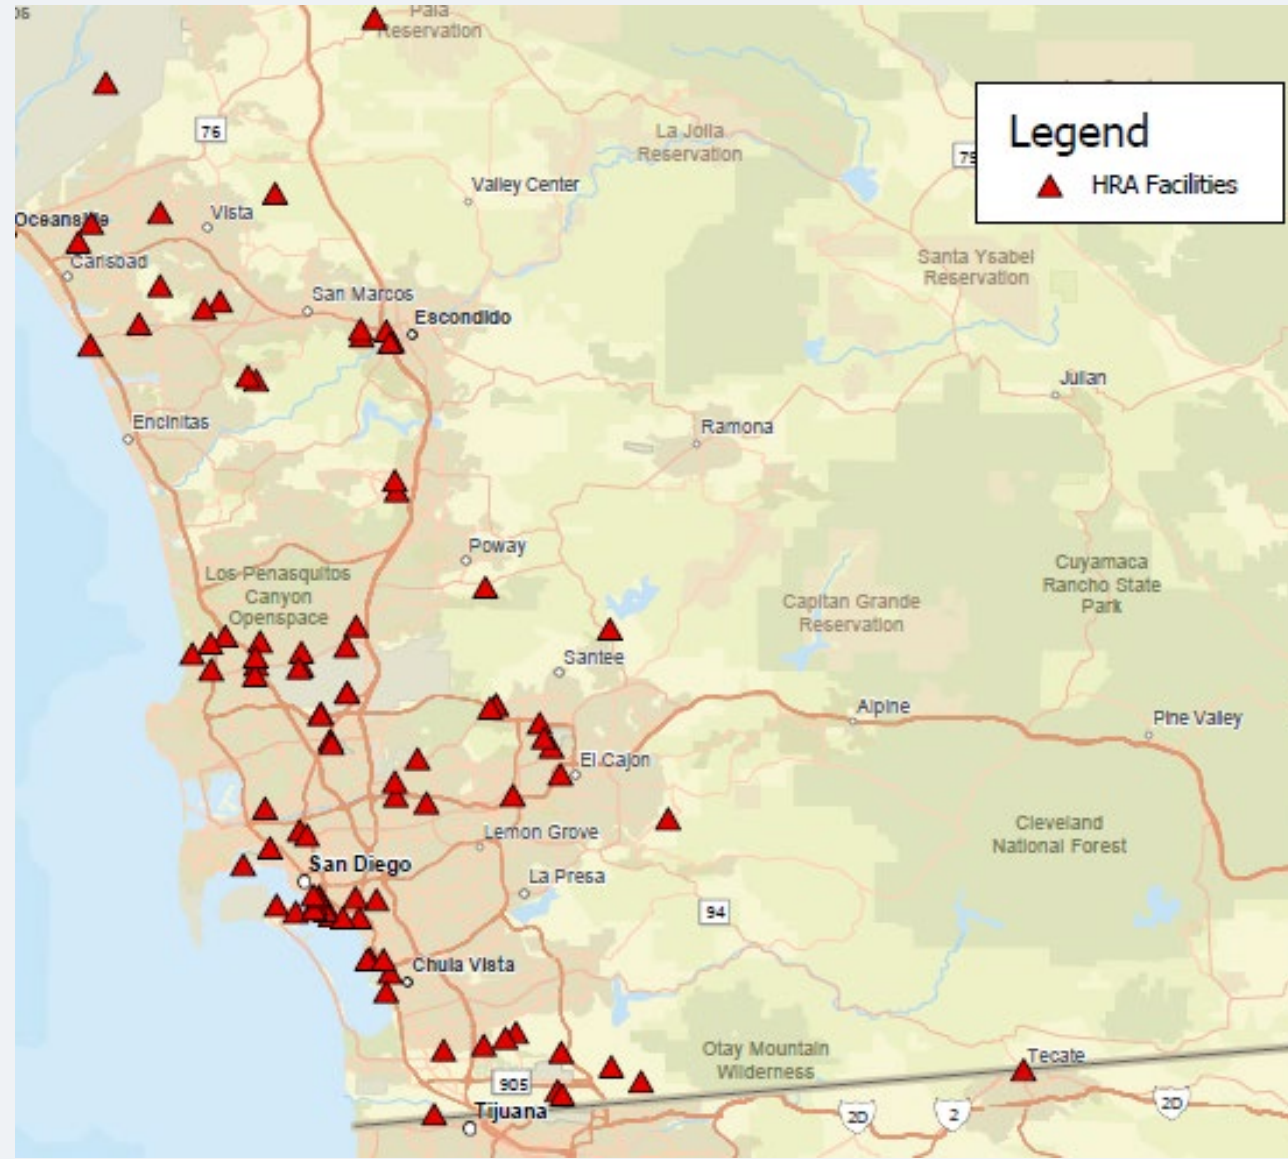 Pala
Reservation
76
La Jolla
Reservation
79
Legend
HRA Facilities
Valley Center
Vista
Oceanside
Carlsbad
Santa Ysabel
Reservation
San Marcos
Escondido
Julian
Encinitas
Ramona
Poway
Los Penasquitos
Canyon
Openspace
Cuyamaca
Rancho State
Park
Capitan Grande
Reservation
Santee
Alpine
Pine Valley
El Cajon
Lemon Grove
Cleveland
National Forest
San Diego
La Presa
94
Chula Vista
Otay Mountain
Wilderness
Tecate
905
Tijuana
2D
2
2D